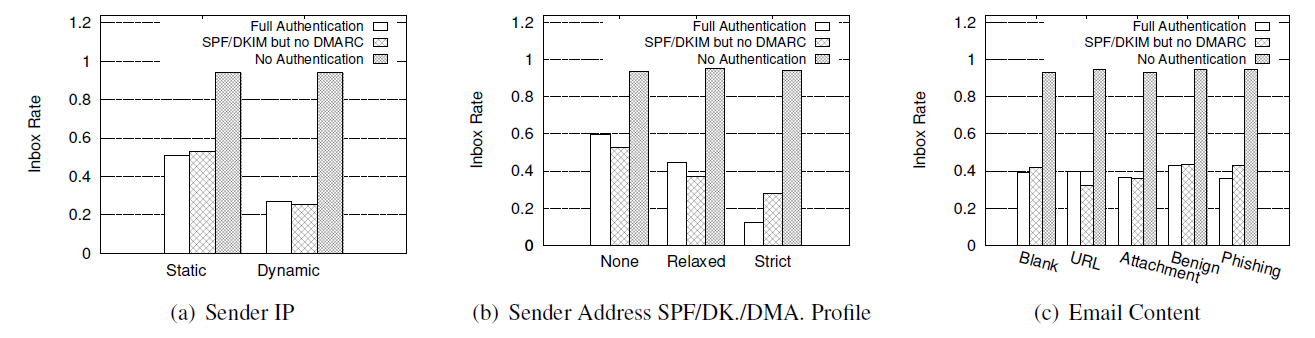 1.2
1
0.8
0.6
0.4
0.2
0
Inbox Rate
Full Authentication
SPF/DKIM but no DMARC
No Authentication
Static Dynamic
(a) Sender IP
1.2
1
0.8
0.6
0.4
0.2
0
Inbox Rate
Full Authentication
SPF/DKIM but no DMARC
No Authentication
None Relaxed Strict
(b) Sender Address SPF/DK./DMA. Profile
1.2
1
0.8
0.6
0.4
0.2
0
Inbox Rate
Full Authentication
SPF/DKIM but no DMARC
No Authentication
Blank URL Attachment Benign Phishing
(c) Email Content